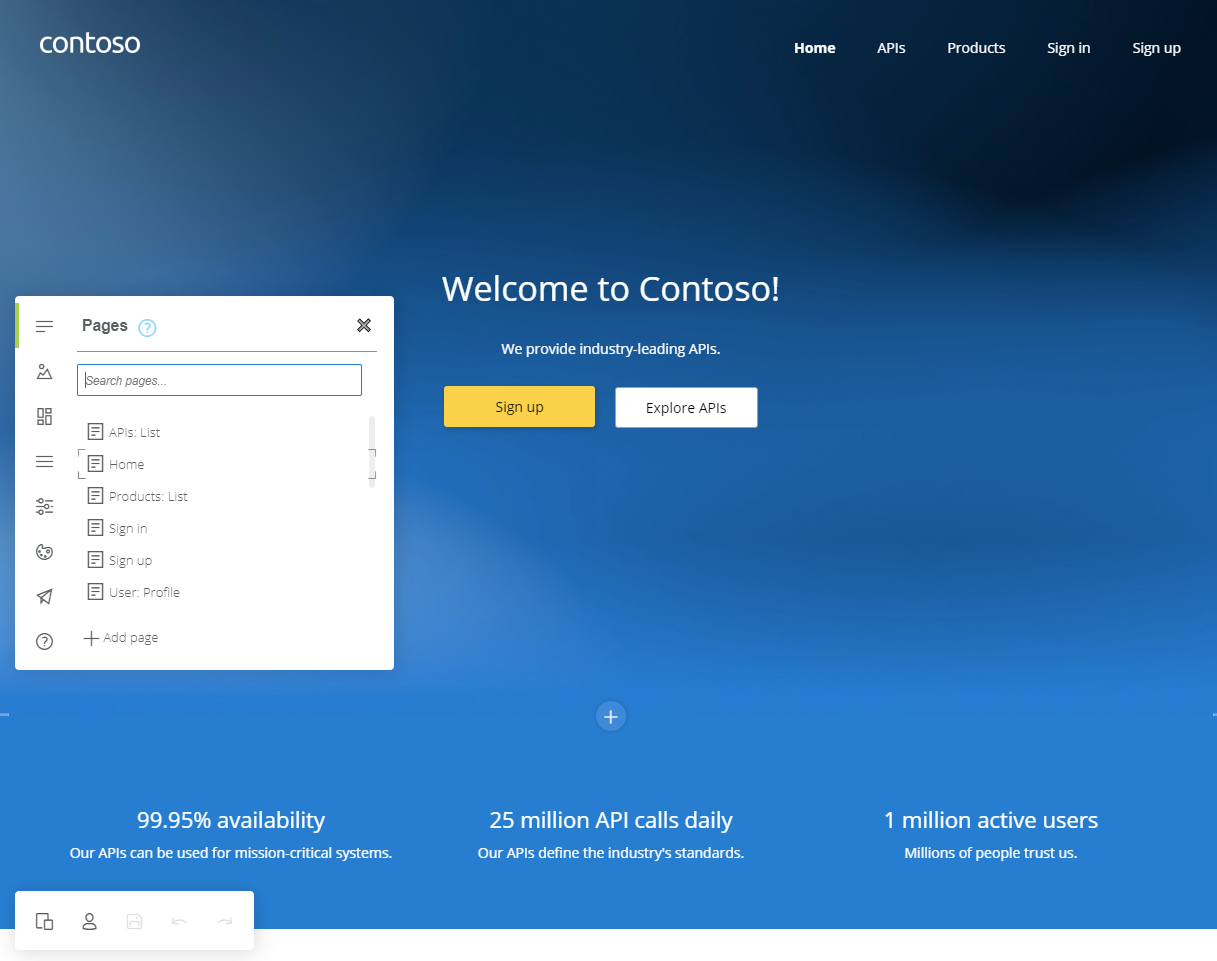 contoso
Home APIs Products Sign in Sign up
Welcome to Contoso!
We provide industry-leading APIs.
Sign up Explore APIs
Pages ?
Search pages...
APIs: List
Home
Products: List
Sign in
Sign up
User: Profile
+ Add page
99.95% availability 25 million API calls daily 1 million active users
Our APIs can be used for mission-critical systems. Our APIs define the industry's standards. Millions of people trust us.